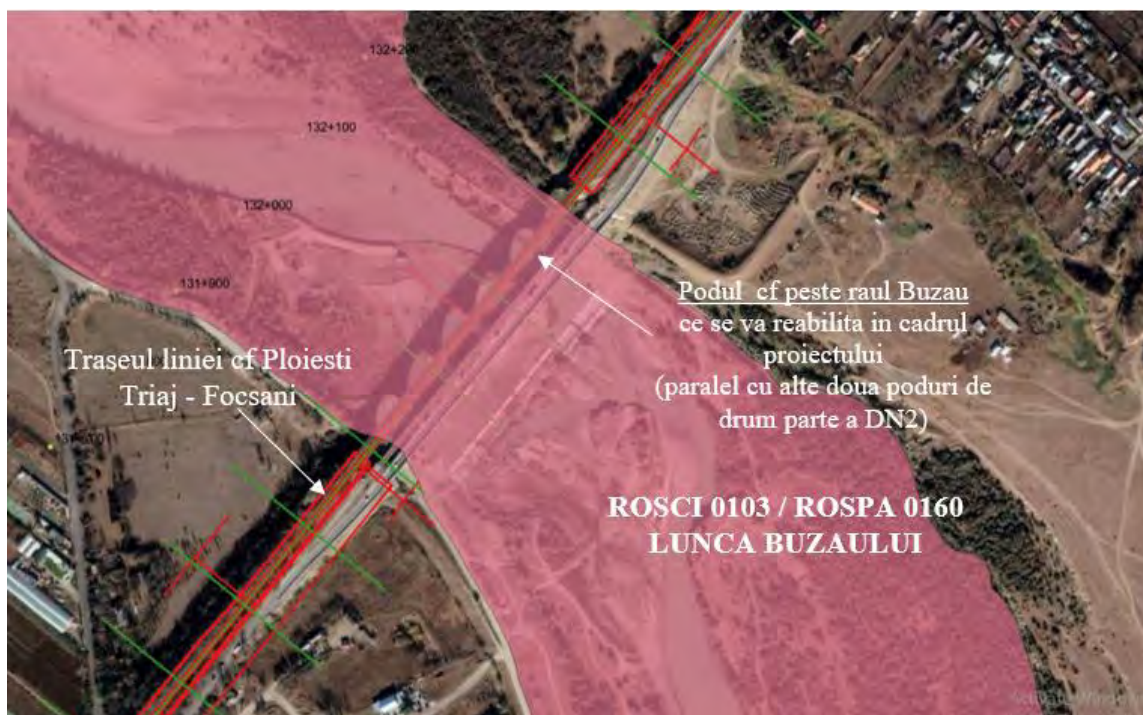 132+200
132+100
132+000
131+900
Podul cf peste raul Buzau
ce se va reabilita in cadrul
proiectului
(paralel cu alte doua poduri de
drum parte a DN2)
Traseul liniei cf Ploiesti
Triaj - Focsani
ROSCI 0103 / ROSPA 0160
LUNCA BUZAULUI